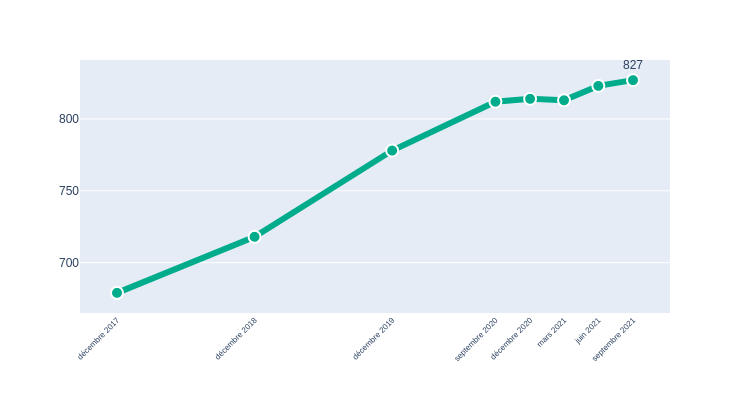 827
800
750
700
décembre 2017
décembre 2018
décembre 2019
septembre 2020
décembre 2020
mars 2021
juin 2021
septembre 2021